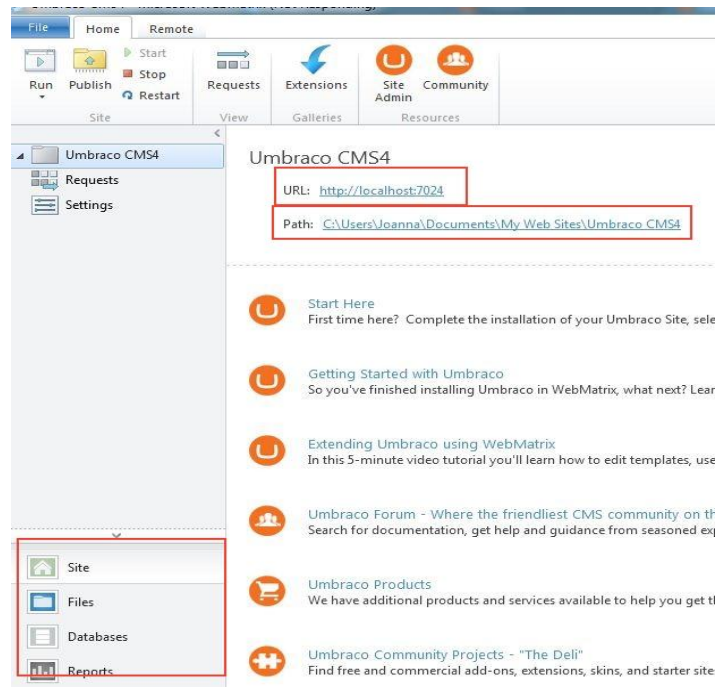 Umbraco CMS4 - Microsoft WebMatrix (Not Responding)
File Home Remote
Run
Publish
Start
Stop
Restart
Requests
Extensions
Site Admin
Community
Site
View
Galleries
Resources
Umbraco CMS4
Requests
Settings
Umbraco CMS4
URL: http://localhost:7024
Path: C:\Users\Joanna\Documents\My Web Sites\Umbraco CMS4
Start Here
First time here? Complete the installation of your Umbraco Site, sele
Getting Started with Umbraco
So you've finished installing Umbraco in WebMatrix, what next? Lear
Extending Umbraco using WebMatrix
In this 5-minute video tutorial you'll learn how to edit templates, use
Umbraco Forum - Where the friendliest CMS community on th
Search for documentation, get help and guidance from seasoned exp
Umbraco Products
We have additional products and services available to help you get th
Umbraco Community Projects - "The Deli"
Find free and commercial add-ons, extensions, skins, and starter site
Site
Files
Databases
Reports